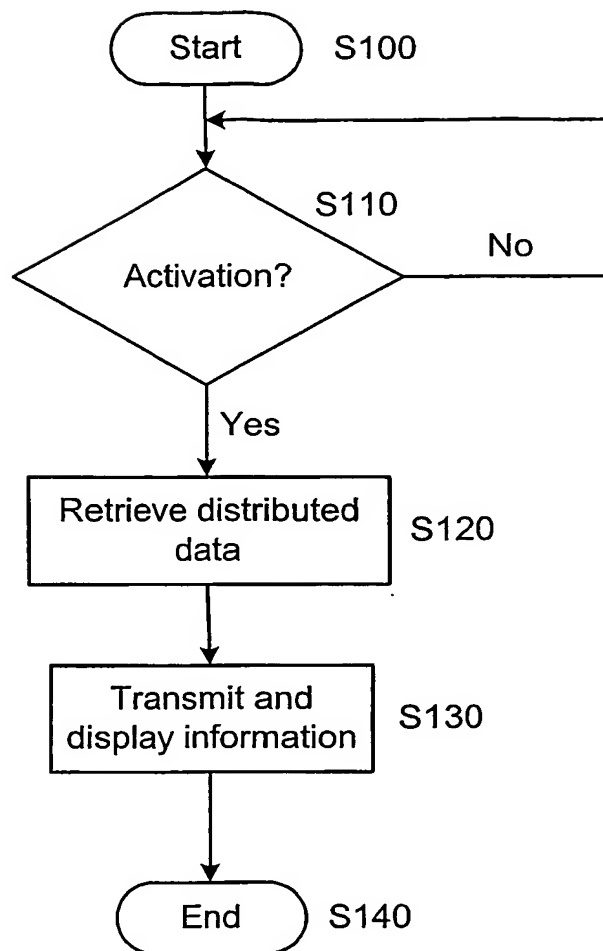 Start
S100
S110
Activation?
No
Yes
Retrieve distributed
data
S120
Transmit and
display information
S130
End
S140